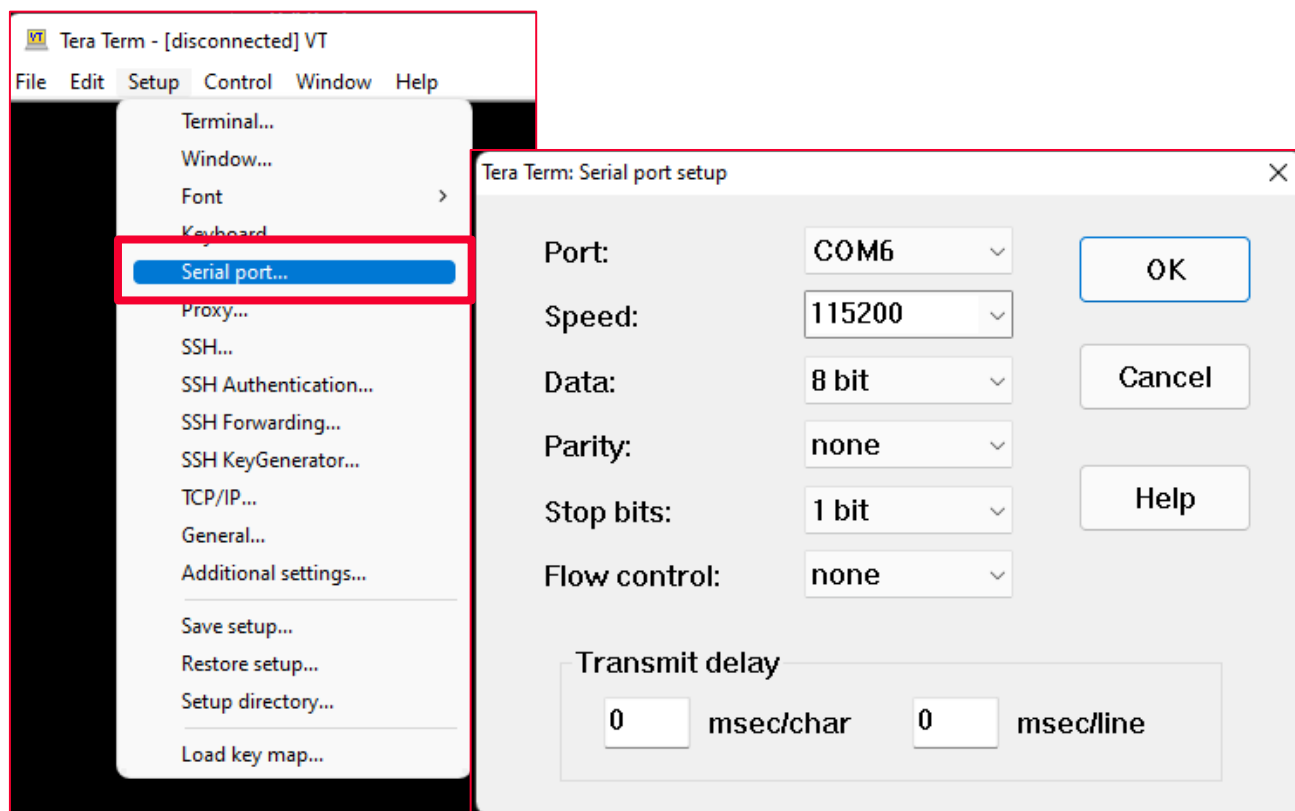 Tera Term - [disconnected] VT
File Edit Setup Control Window Help
Terminal...
Window...
Font
Keyboard
Serial port...
Proxy...
SSH...
SSH Authentication...
SSH Forwarding...
SSH KeyGenerator...
TCP/IP...
General...
Additional settings...
Save setup...
Restore setup...
Setup directory...
Load key map...
Tera Term: Serial port setup
Port: COM6 OK
Speed: 115200
Data: 8 bit Cancel
Parity: none
Stop bits: 1 bit Help
Flow control: none
Transmit delay
0 msec/char 0 msec/line